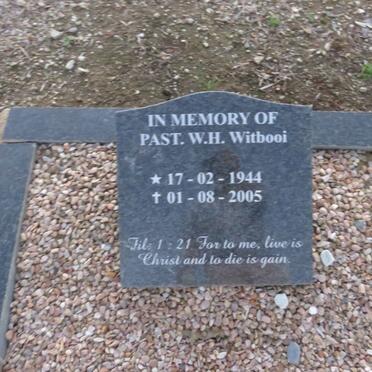 IN MEMORY OF
PAST. W.H. Witbooi
★ 17 - 02 - 1944
✝ 01 - 08 - 2005
Fil: 1 : 21 For to me, live is
Christ and to die is gain.